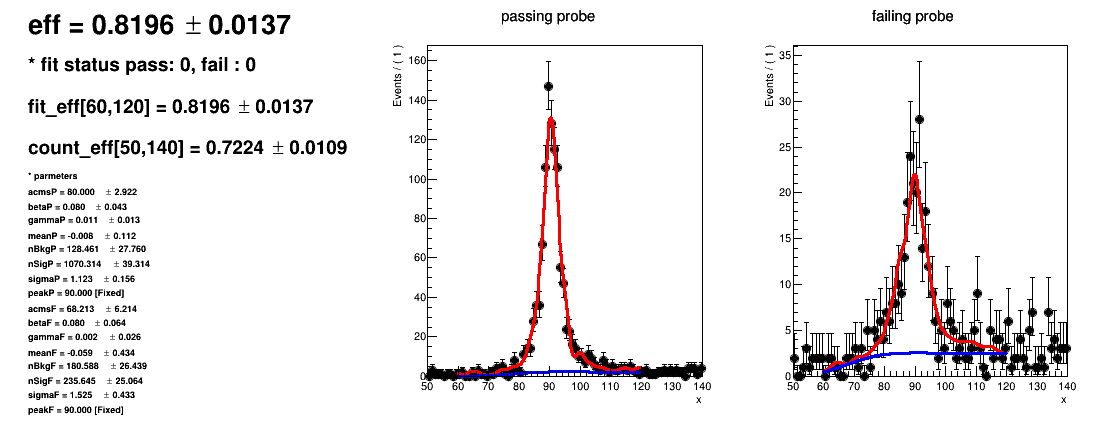 eff = 0.8196 ± 0.0137
* fit status pass: 0, fail : 0
fit_eff[60,120] = 0.8196 ± 0.0137
count_eff[50,140] = 0.7224 ± 0.0109
* parmeters
acmsP = 80.000 ± 2.922
betaP = 0.080 ± 0.043
gammaP = 0.011 ± 0.013
meanP = -0.008 ± 0.112
nBkgP = 128.461 ± 27.760
nSigP = 1070.314 ± 39.314
sigmaP = 1.123 ± 0.156
peakP = 90.000 [Fixed]
acmsF = 68.213 ± 6.214
betaF = 0.080 ± 0.064
gammaF = 0.002 ± 0.026
meanF = -0.059 ± 0.434
nBkgF = 180.588 ± 26.439
nSigF = 235.645 ± 25.064
sigmaF = 1.525 ± 0.433
peakF = 90.000 [Fixed]
passing probe
Events / ( 1 )
160
140
120
100
80
60
40
20
0
50 60 70 80 90 100 110 120 130 140
x
failing probe
Events / ( 1 )
35
30
25
20
15
10
5
0
50 60 70 80 90 100 110 120 130 140
x